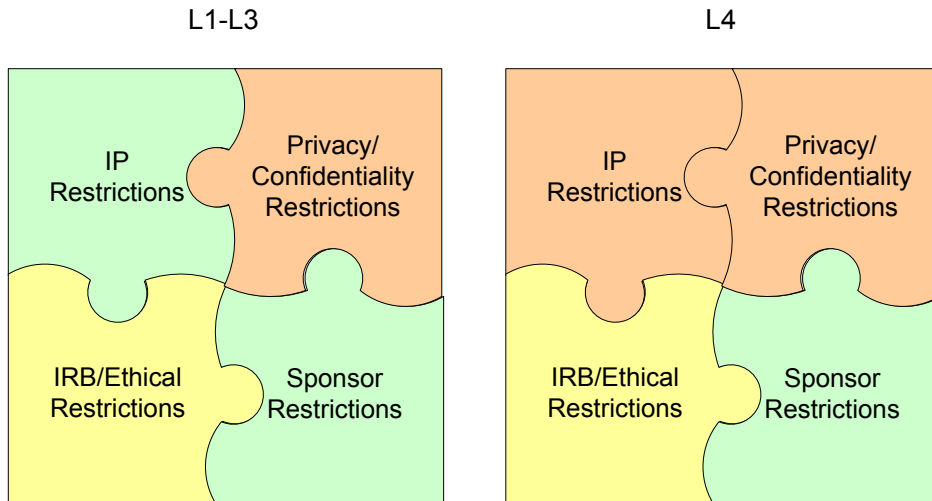 L1-L3
L4
IP
Restrictions
Privacy/
Confidentiality
Restrictions
IRB/Ethical
Restrictions
Sponsor
Restrictions
IP
Restrictions
Privacy/
Confidentiality
Restrictions
IRB/Ethical
Restrictions
Sponsor
Restrictions